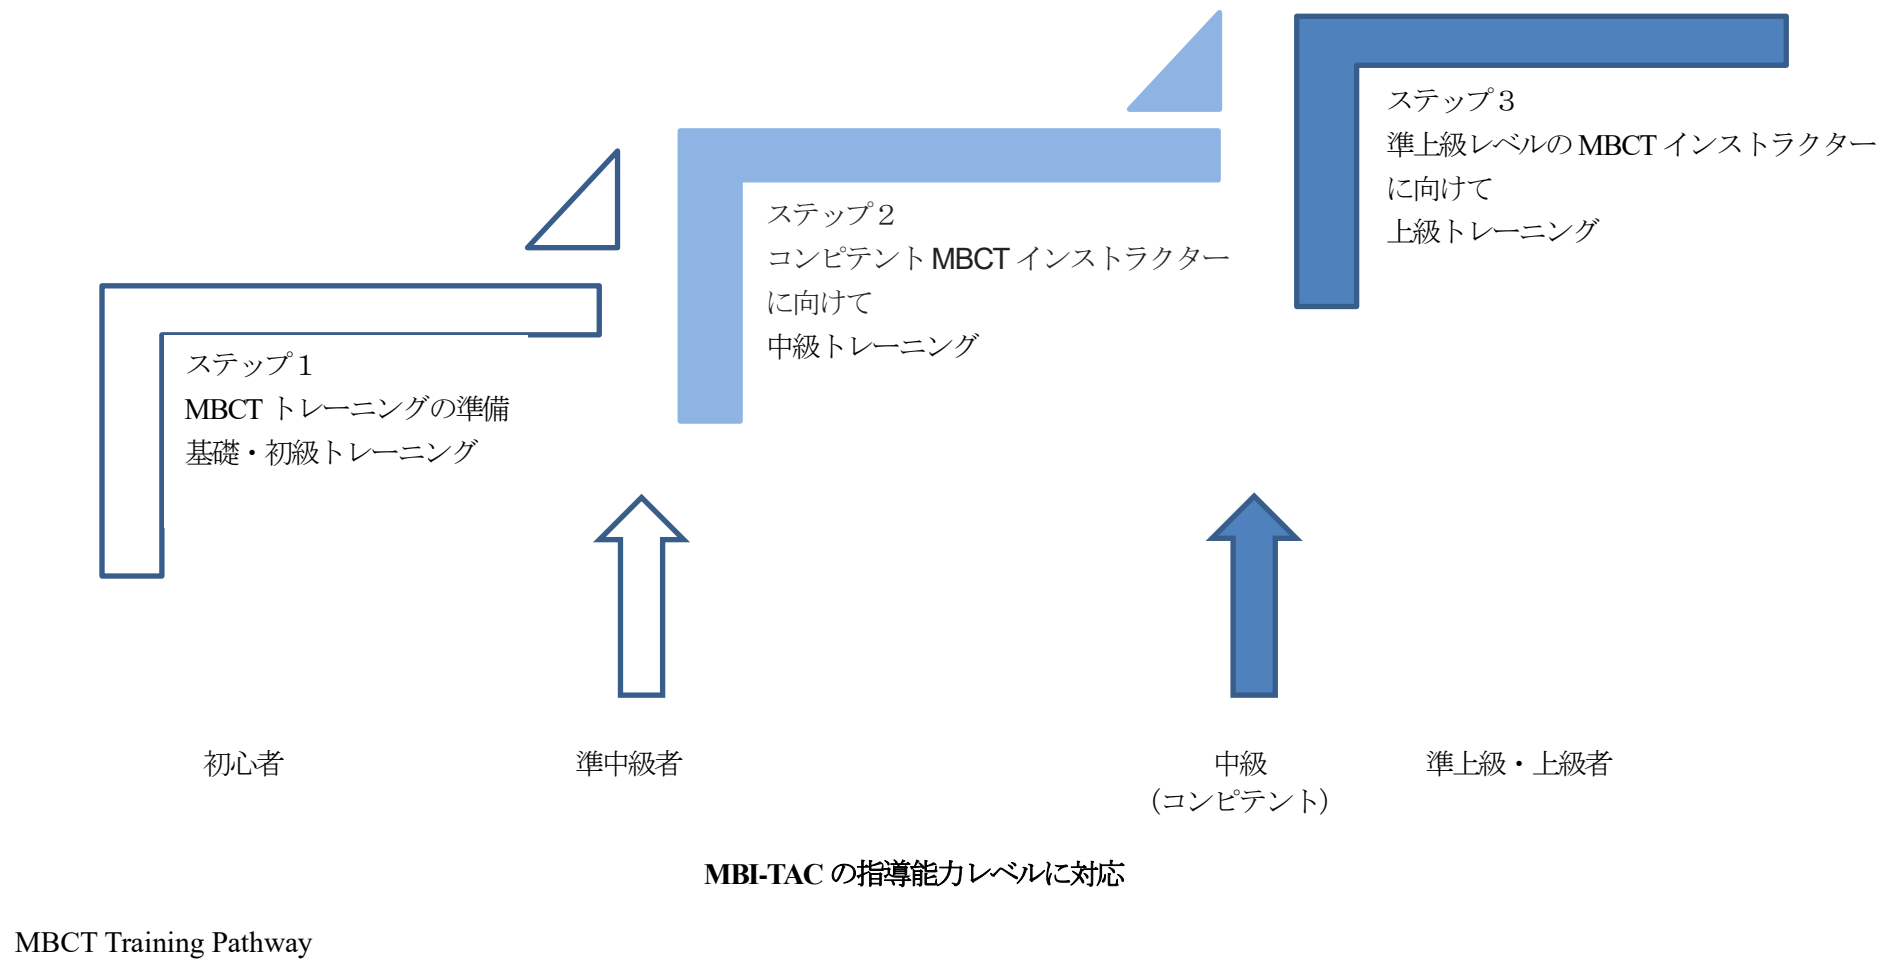 ステップ１
MBCT トレーニングの準備
基礎・初級トレーニング
ステップ２
コンピテント MBCT インストラクター
に向けて
中級トレーニング
ステップ３
準上級レベルの MBCT インストラクター
に向けて
上級トレーニング
初心者
準中級者
中級
（コンピテント）
準上級・上級者
MBI-TAC の指導能力レベルに対応
MBCT Training Pathway